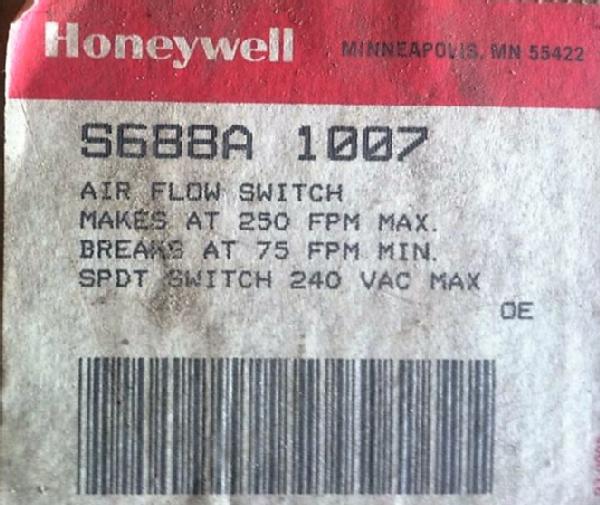 Honeywell MINNEAPOLIS, MN 55422
S688A 1007
AIR FLOW SWITCH
MAKES AT 250 FPM MAX.
BREAKS AT 75 FPM MIN.
SPDT SWITCH 240 VAC MAX
OE